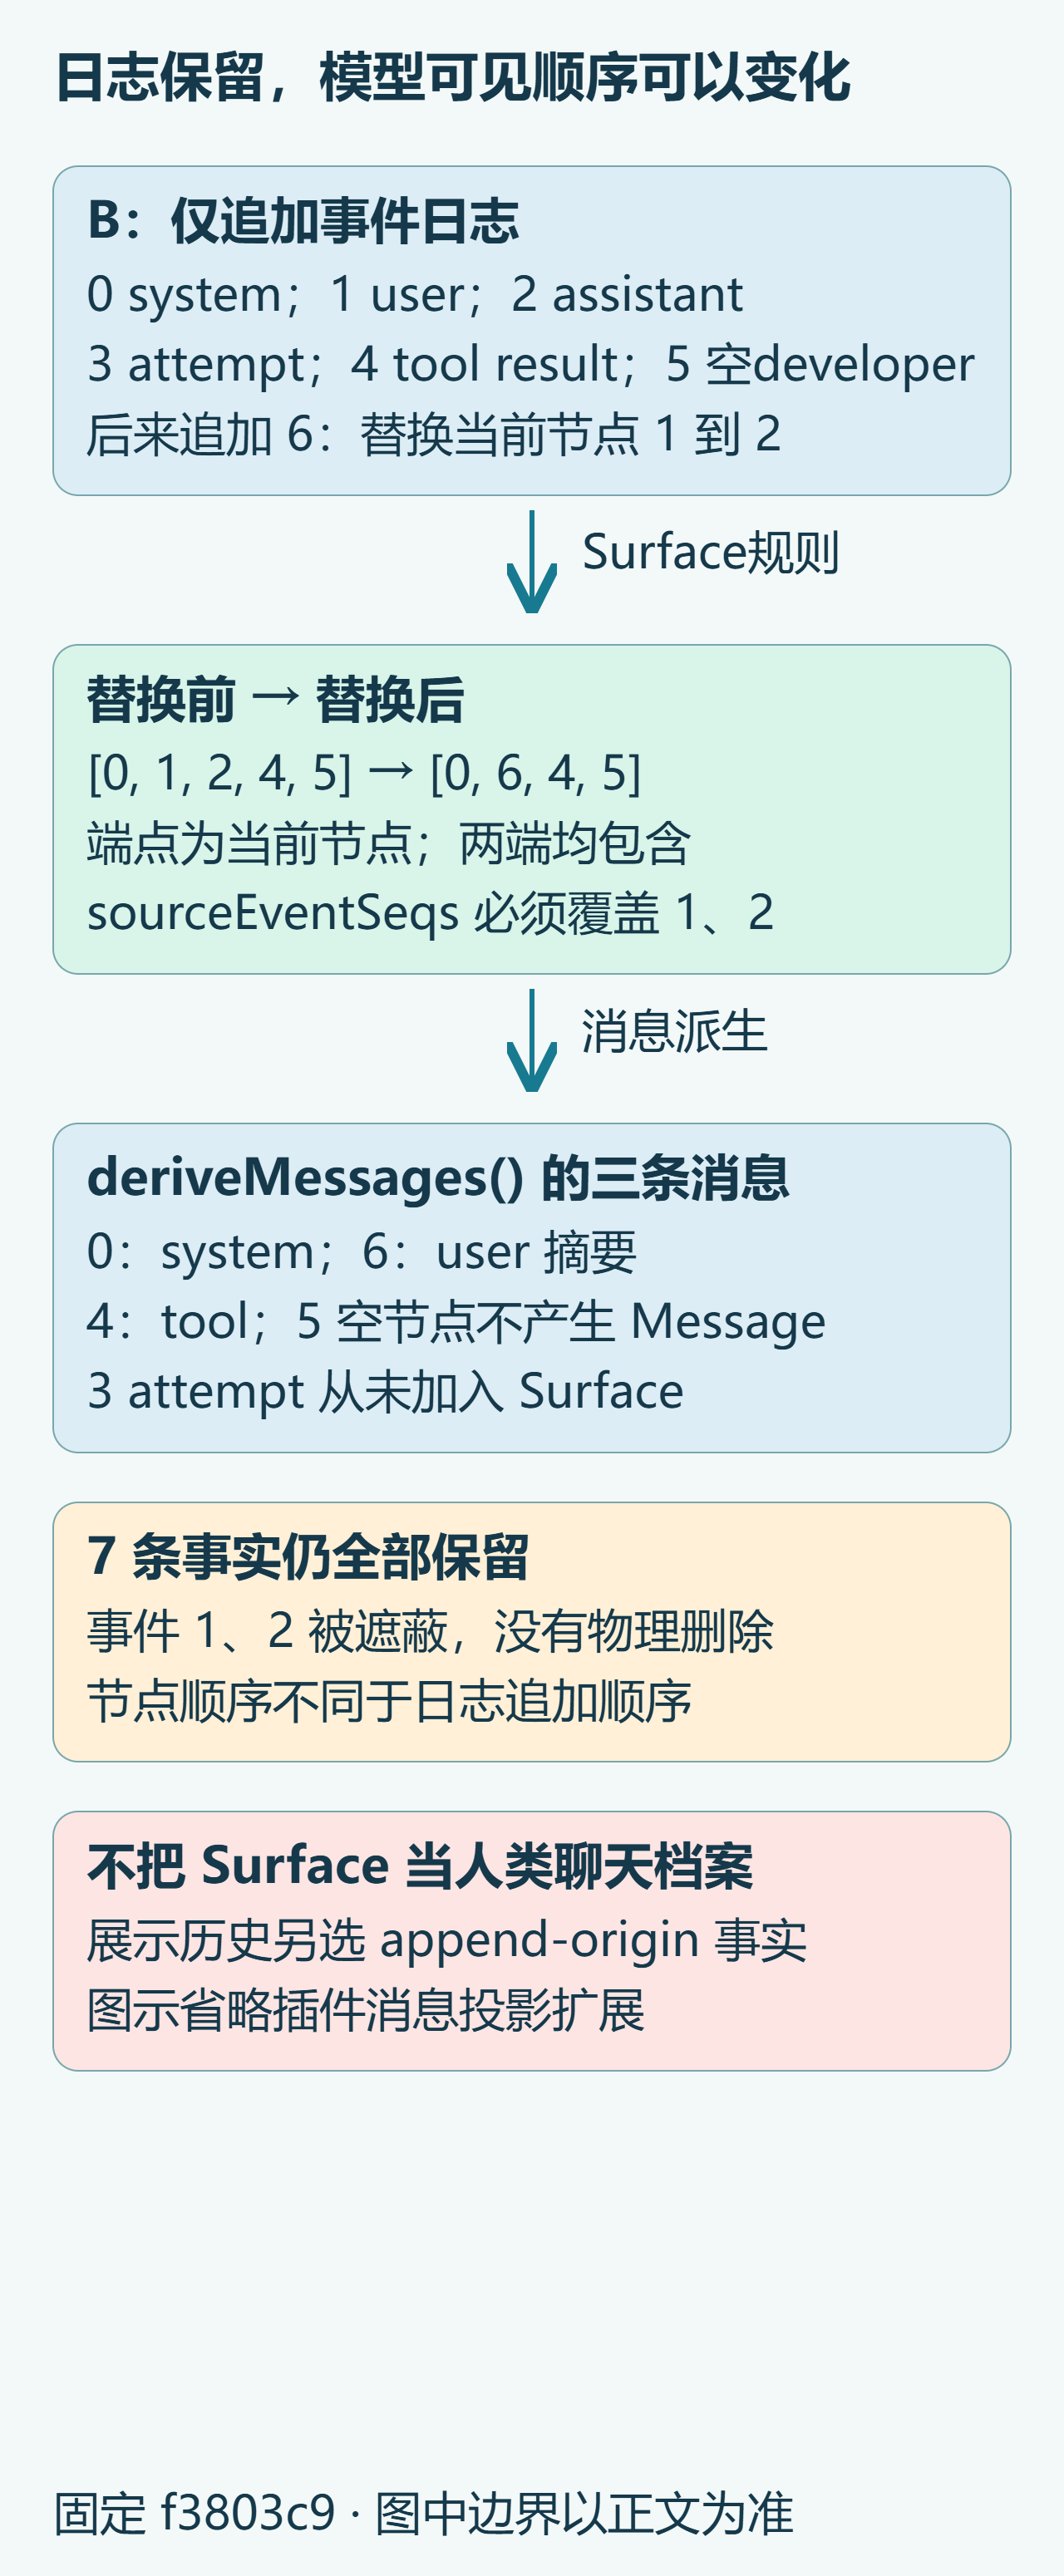 日志保留，模型可见顺序可以变化
B：仅追加事件日志
0 system；1 user；2 assistant
3 attempt；4 tool result；5 空developer
后来追加 6：替换当前节点 1 到 2
Surface规则
替换前 → 替换后
[0, 1, 2, 4, 5] → [0, 6, 4, 5]
端点为当前节点；两端均包含
sourceEventSeqs 必须覆盖 1、2
消息派生
deriveMessages() 的三条消息
0：system；6：user 摘要
4：tool；5 空节点不产生 Message
3 attempt 从未加入 Surface
7 条事实仍全部保留
事件 1、2 被遮蔽，没有物理删除
节点顺序不同于日志追加顺序
不把 Surface 当人类聊天档案
展示历史另选 append-origin 事实
图示省略插件消息投影扩展
固定 f3803c9 · 图中边界以正文为准